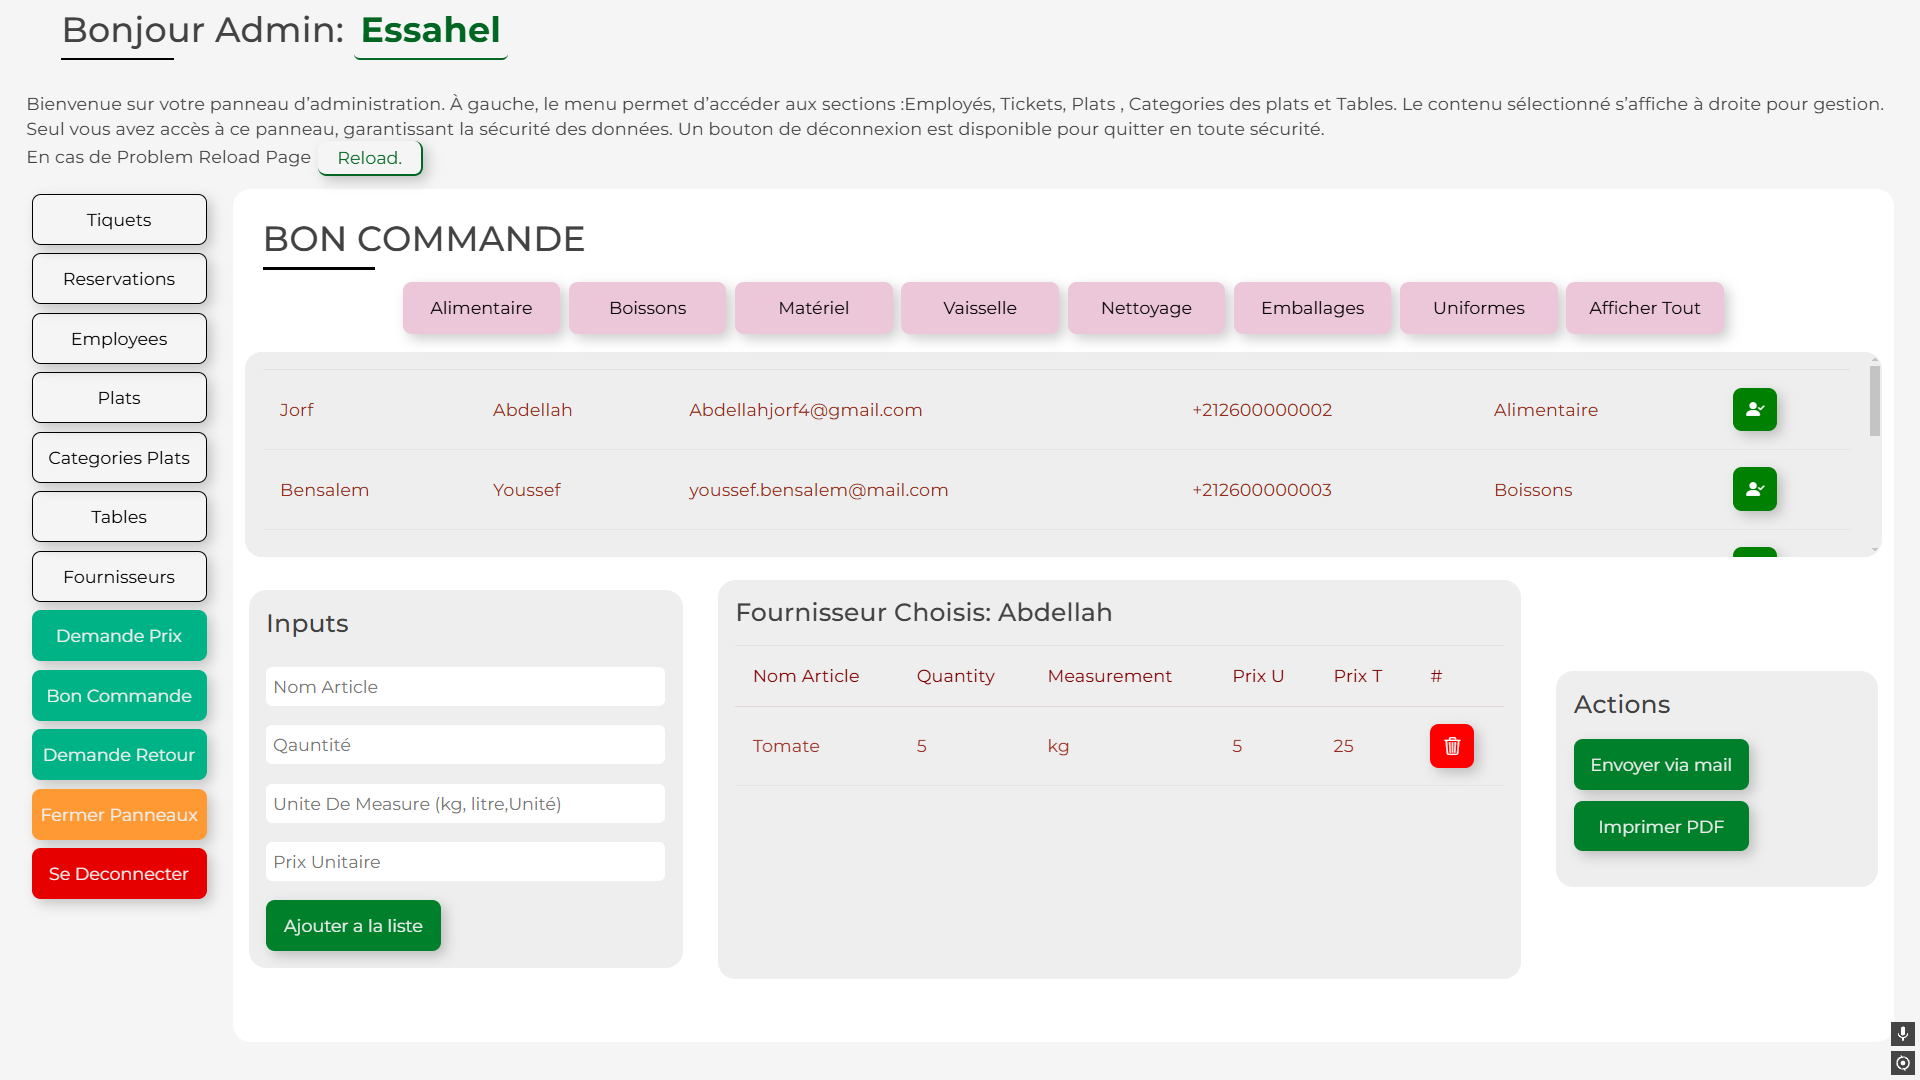 Bonjour Admin: Essahel
Bienvenue sur votre panneau d'administration. À gauche, le menu permet d'accéder aux sections :Employés, Tickets, Plats , Categories des plats et Tables. Le contenu sélectionné s'affiche à droite pour gestion.
Seul vous avez accès à ce panneau, garantissant la sécurité des données. Un bouton de déconnexion est disponible pour quitter en toute sécurité.
En cas de Problem Reload Page Reload.
Tiquets
Reservations
Employees
Plats
Categories Plats
Tables
Fournisseurs
Demande Prix
Bon Commande
Demande Retour
Fermer Panneaux
Se Deconnecter
BON COMMANDE
Alimentaire Boissons Matériel Vaisselle Nettoyage Emballages Uniformes Afficher Tout
Jorf Abdellah Abdellahjorf4@gmail.com +212600000002 Alimentaire
Bensalem Youssef youssef.bensalem@mail.com +212600000003 Boissons
Inputs
Nom Article
Qauntité
Unite De Measure (kg, litre,Unité)
Prix Unitaire
Ajouter a la liste
Fournisseur Choisis: Abdellah
Nom Article Quantity Measurement Prix U Prix T #
Tomate 5 kg 5 25
Actions
Envoyer via mail
Imprimer PDF